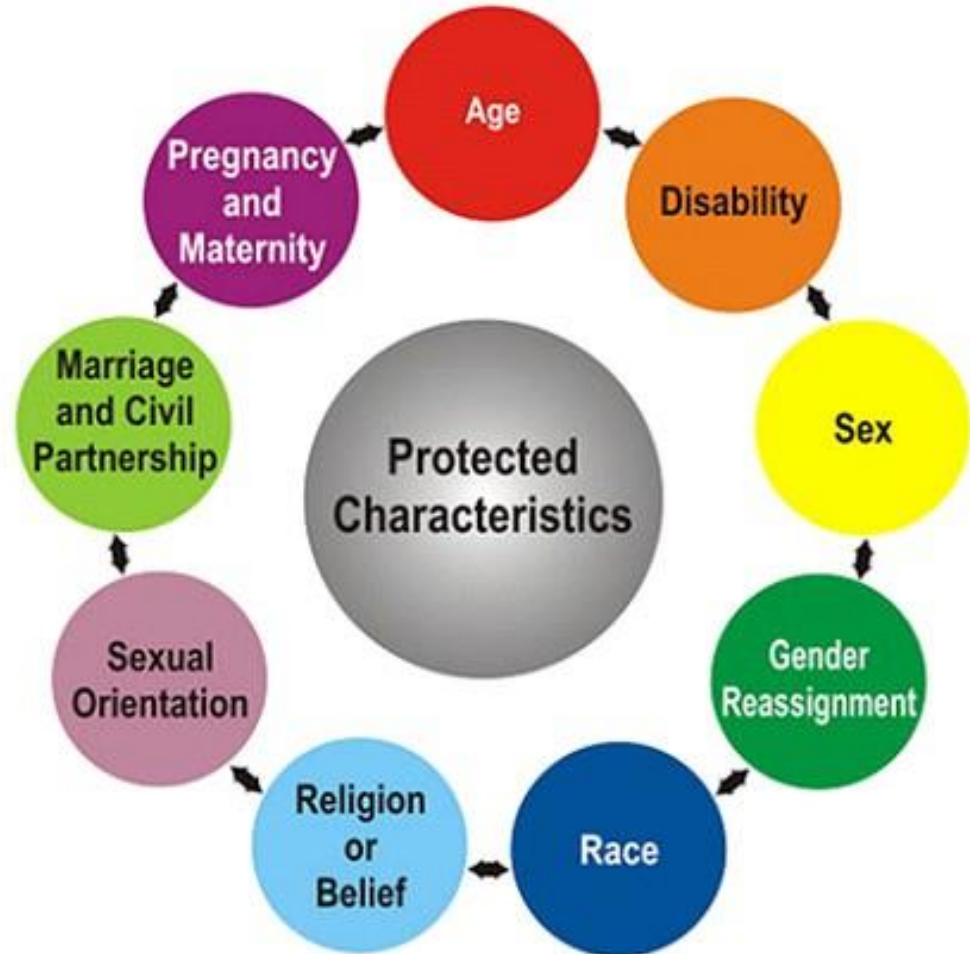 Age
Disability
Sex
Gender
Reassignment
Race
Religion
or
Belief
Sexual
Orientation
Marriage
and Civil
Partnership
Pregnancy
and
Maternity
Protected
Characteristics